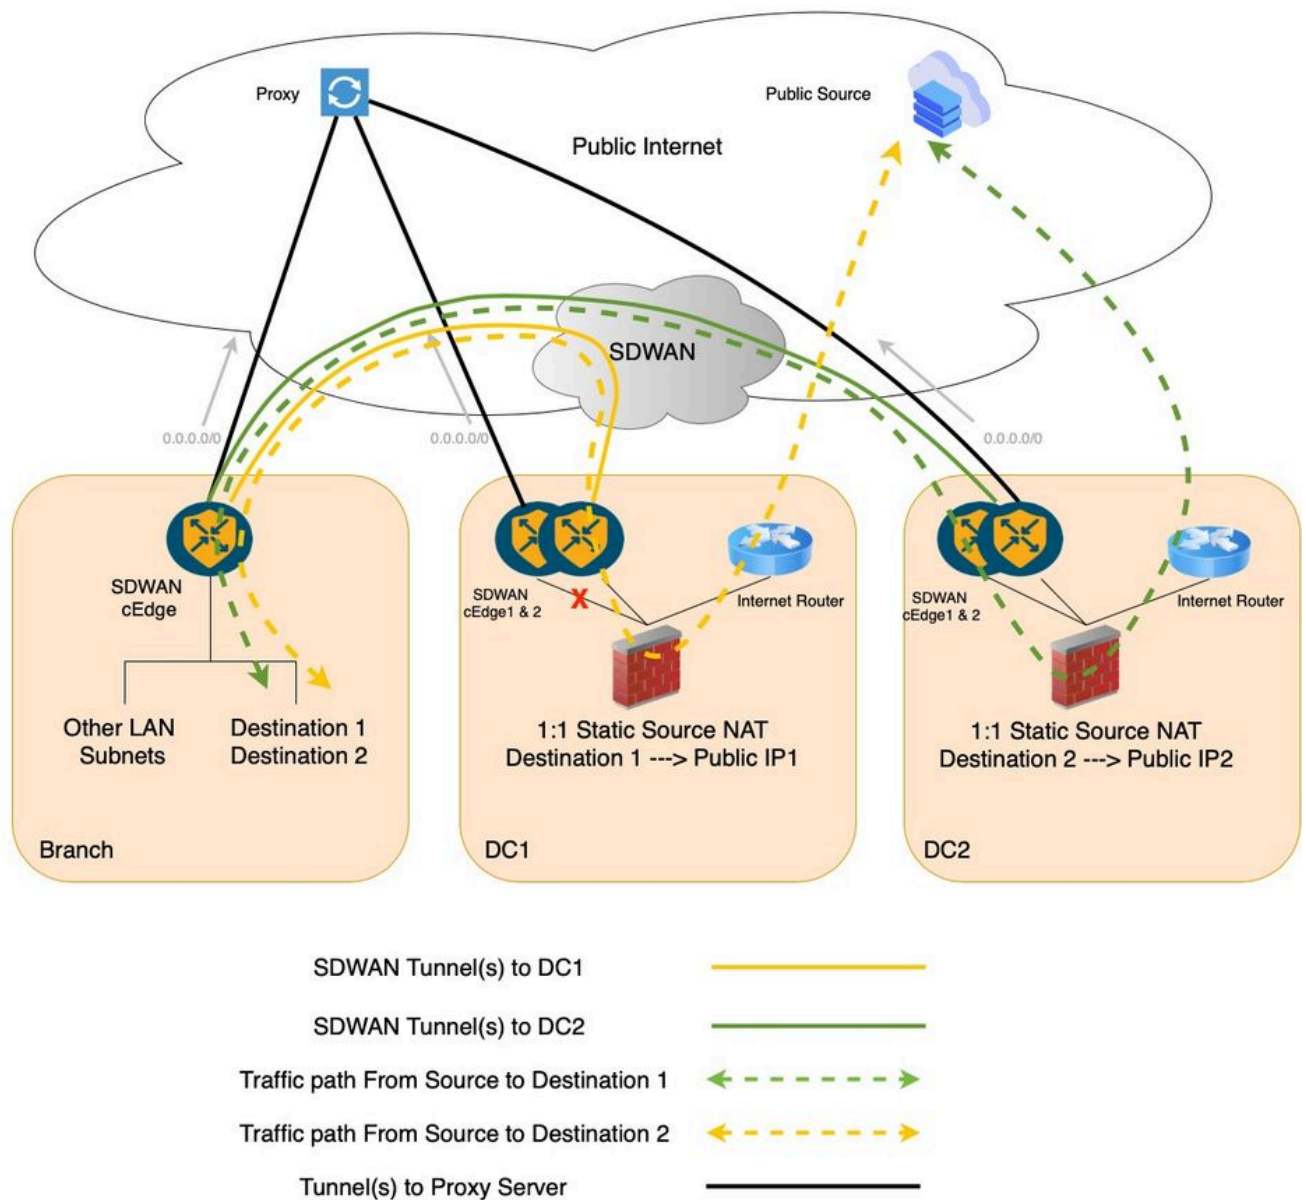 Proxy
Public Source
Public Internet
SDWAN
0.0.0.0/0
0.0.0.0/0
0.0.0.0/0
SDWAN
cEdge
Other LAN
Subnets
Destination 1
Destination 2
Branch
SDWAN
cEdge1 & 2
X
Internet Router
1:1 Static Source NAT
Destination 1 ---> Public IP1
DC1
SDWAN
cEdge1 & 2
Internet Router
1:1 Static Source NAT
Destination 2 ---> Public IP2
DC2
SDWAN Tunnel(s) to DC1
SDWAN Tunnel(s) to DC2
Traffic path From Source to Destination 1
Traffic path From Source to Destination 2
Tunnel(s) to Proxy Server